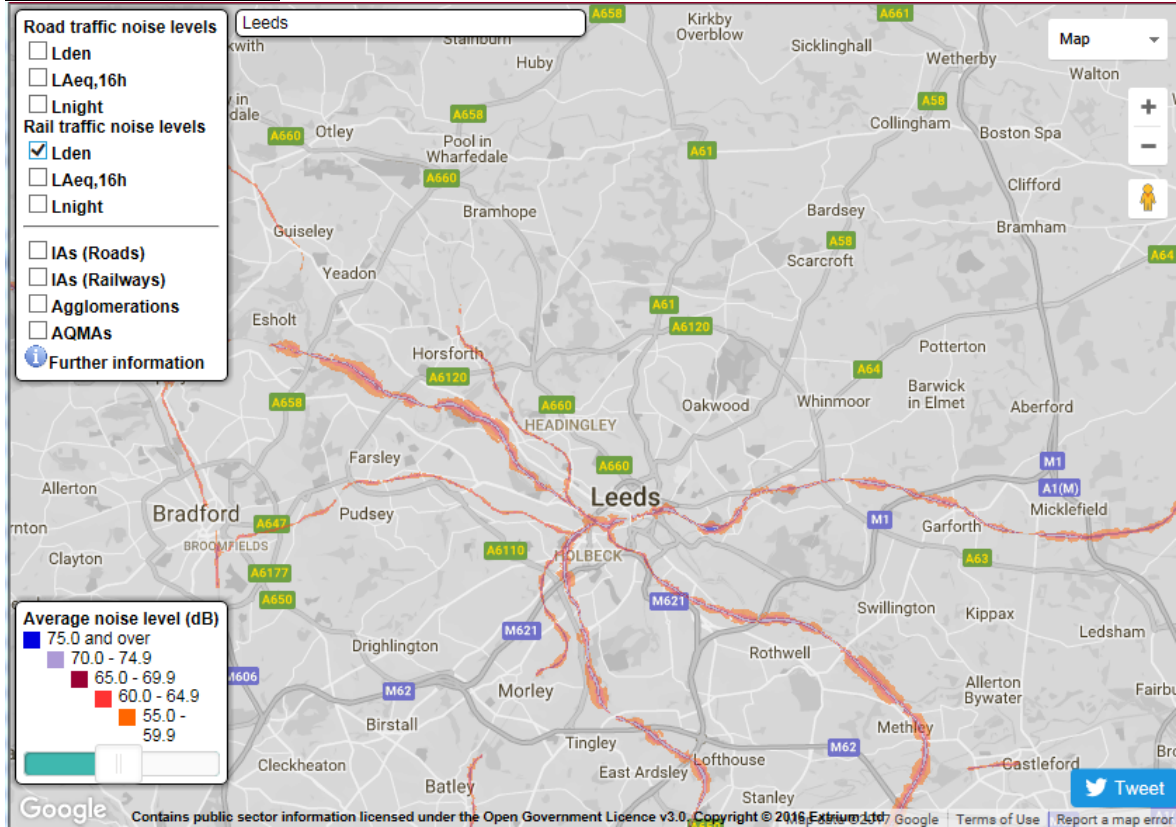 Road traffic noise levels
Lden
LAeq,16h
Lnight
Rail traffic noise levels
Lden
LAeq,16h
Lnight
IAs (Roads)
IAs (Railways)
Agglomerations
AQMAs
Further information
Leeds
Map
+
−
A658
Kirkby
Overblow
A661
Stainburn
Sicklinghall
Wetherby
Huby
Walton
A658
A58
Collingham
A660
Otley
Pool in
Wharfedale
A61
Boston Spa
A660
Clifford
Bramhope
Bardsey
Bramham
Guiseley
A58
Scarcroft
A64
Yeadon
A61
Esholt
A6120
Horsforth
Potterton
A6120
A64
Barwick
in Elmet
A658
A660
Oakwood
Whinmoor
Aberford
HEADINGLEY
Farsley
A660
M1
Allerton
Leeds
A1(M)
Bradford
Pudsey
Micklefield
A647
M1
Garforth
BROOMFIELDS
A6110
HOLBECK
A63
Clayton
A6177
A650
M621
Swillington
Kippax
M621
Ledsham
Drighlington
Rothwell
M606
M62
Morley
Allerton
Bywater
Birstall
Methley
Tingley
M62
Cleckheaton
East Ardsley
Lofthouse
Castleford
Batley
Stanley
Average noise level (dB)
75.0 and over
70.0 - 74.9
65.0 - 69.9
60.0 - 64.9
55.0 -
59.9
Tweet
Google
Contains public sector information licensed under the Open Government Licence v3.0, Copyright © 2016 Extrium Ltd
Map data ©2017 Google
Terms of Use
Report a map error